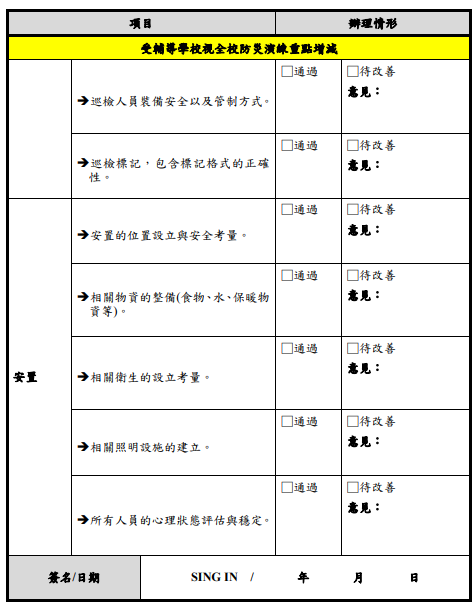 項目 辦理情形
受輔導學校視全校防災演練重點增減
➔巡檢人員裝備安全以及管制方式。 □通過 □待改善
意見：
➔巡檢標記，包含標記格式的正確 □通過 □待改善
性。 意見：
安置
➔安置的位置設立與安全考量。 □通過 □待改善
意見：
➔相關物資的整備(食物、水、保暖物 □通過 □待改善
資等)。 意見：
➔相關衛生的設立考量。 □通過 □待改善
意見：
➔相關照明設施的建立。 □通過 □待改善
意見：
➔所有人員的心理狀態評估與穩定。 □通過 □待改善
意見：
簽名/日期 SING IN / 年 月 日